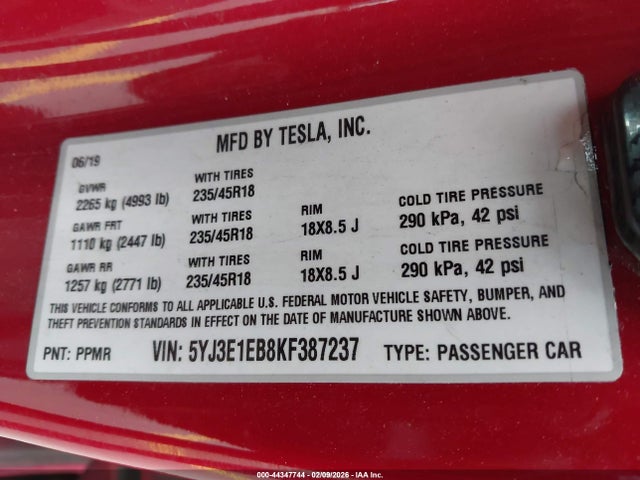 MFD BY TESLA, INC.
06/19
GVWR WITH TIRES
2265 kg (4993 lb) 235/45R18
GAWR FRT WITH TIRES RIM COLD TIRE PRESSURE
1110 kg (2447 lb) 235/45R18 18X8.5 J 290 kPa, 42 psi
GAWR RR WITH TIRES RIM COLD TIRE PRESSURE
1257 kg (2771 lb) 235/45R18 18X8.5 J 290 kPa, 42 psi
THIS VEHICLE CONFORMS TO ALL APPLICABLE U.S. FEDERAL MOTOR VEHICLE SAFETY, BUMPER, AND
THEFT PREVENTION STANDARDS IN EFFECT ON THE DATE OF MANUFACTURE SHOWN ABOVE.
PNT: PPMR VIN: 5YJ3E1EB8KF387237 TYPE: PASSENGER CAR
000-44347744 - 02/09/2026 - IAA Inc.